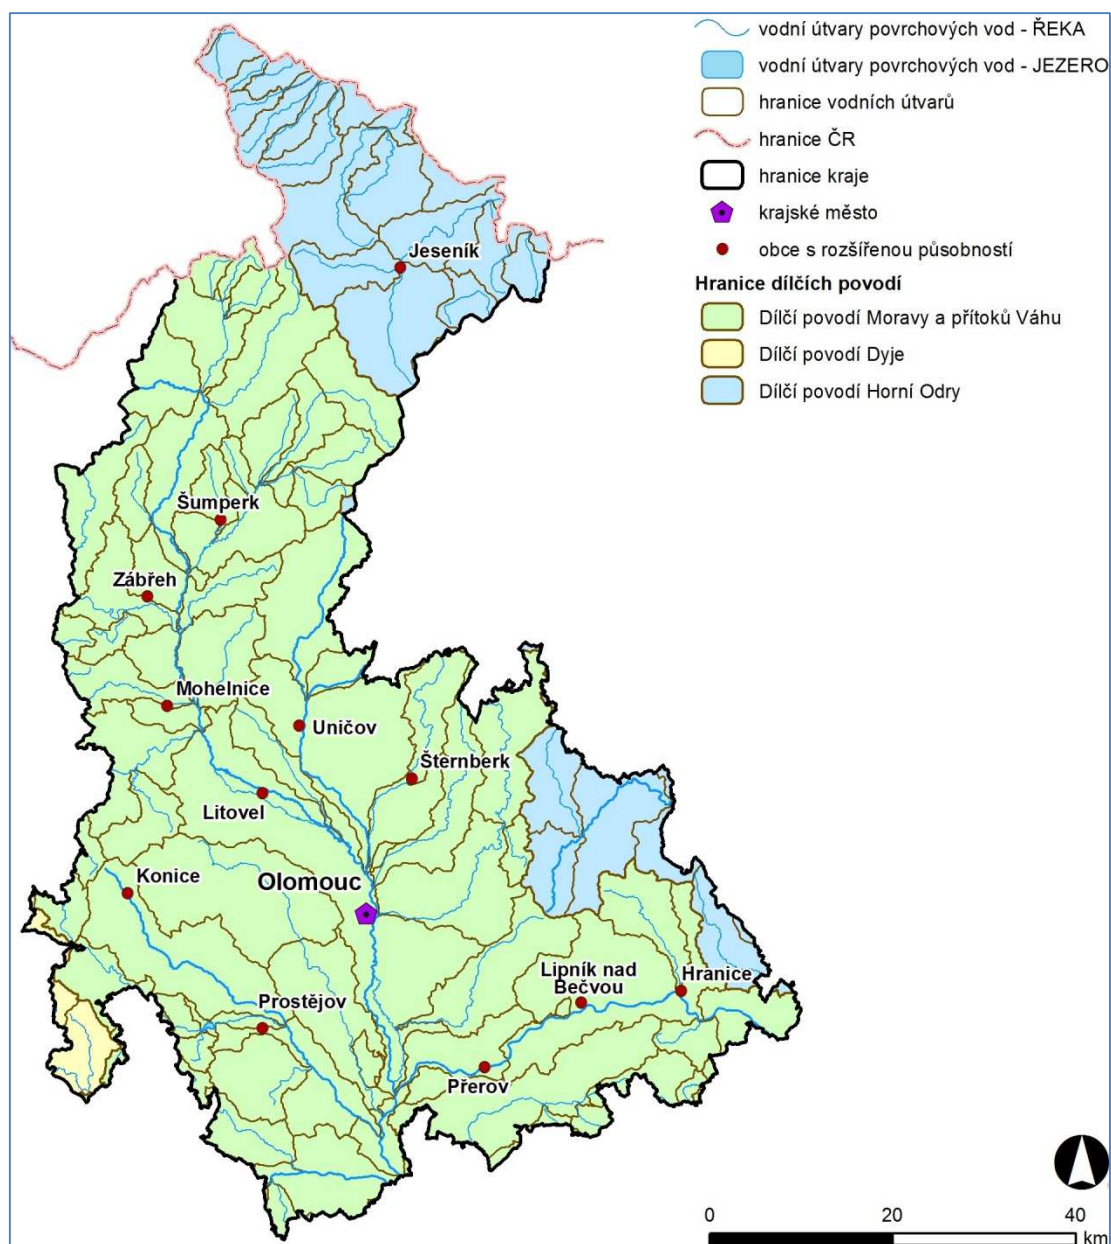 vodní útvary povrchových vod - ŘEKA
vodní útvary povrchových vod - JEZERO
hranice vodních útvarů
hranice ČR
hranice kraje
krajské město
obce s rozšířenou působností
Hranice dílčích povodí
Dílčí povodí Moravy a přítoků Váhu
Dílčí povodí Dyje
Dílčí povodí Horní Odry
Jeseník
Šumperk
Zábřeh
Mohelnice
Uničov
Šternberk
Litovel
Konice
Olomouc
Lipník nad
Bečvou
Hranice
Prostějov
Přerov
0 20 40
km